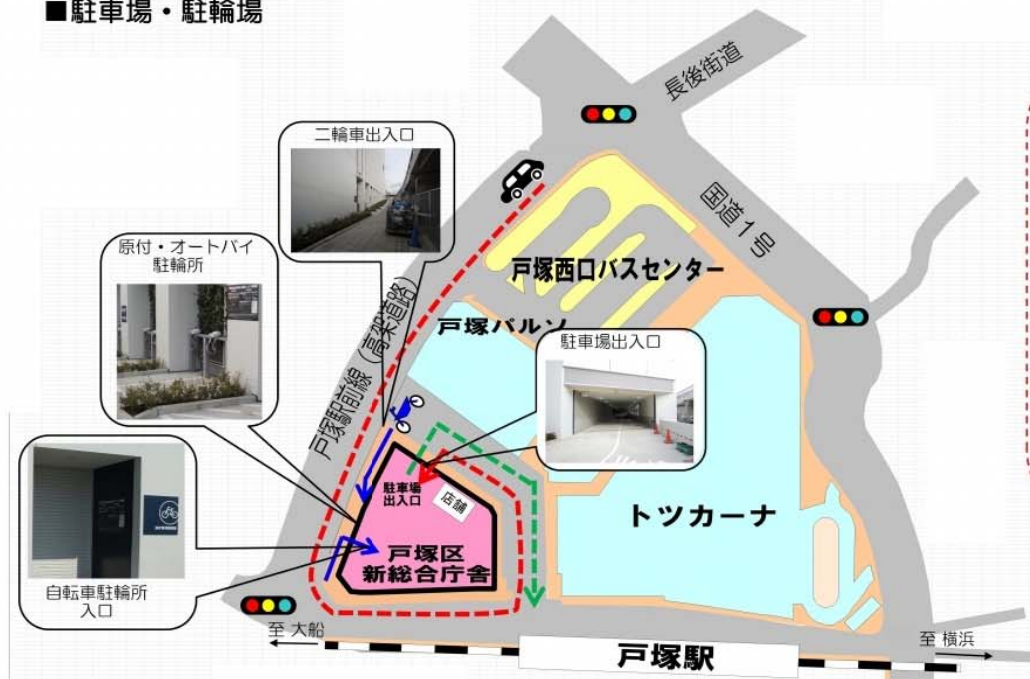 ■駐車場・駐輪場
長後街道
二輪車出入口
国道1号
原付・オートバイ
駐輪所
戸塚西口バスセンター
戸塚パルソ
戸塚駅前線（高架道路）
駐車場出入口
駐車場
出入口
店舗
トツカーナ
戸塚区
新総合庁舎
自転車駐輪所
入口
至 大船
戸塚駅
至 横浜